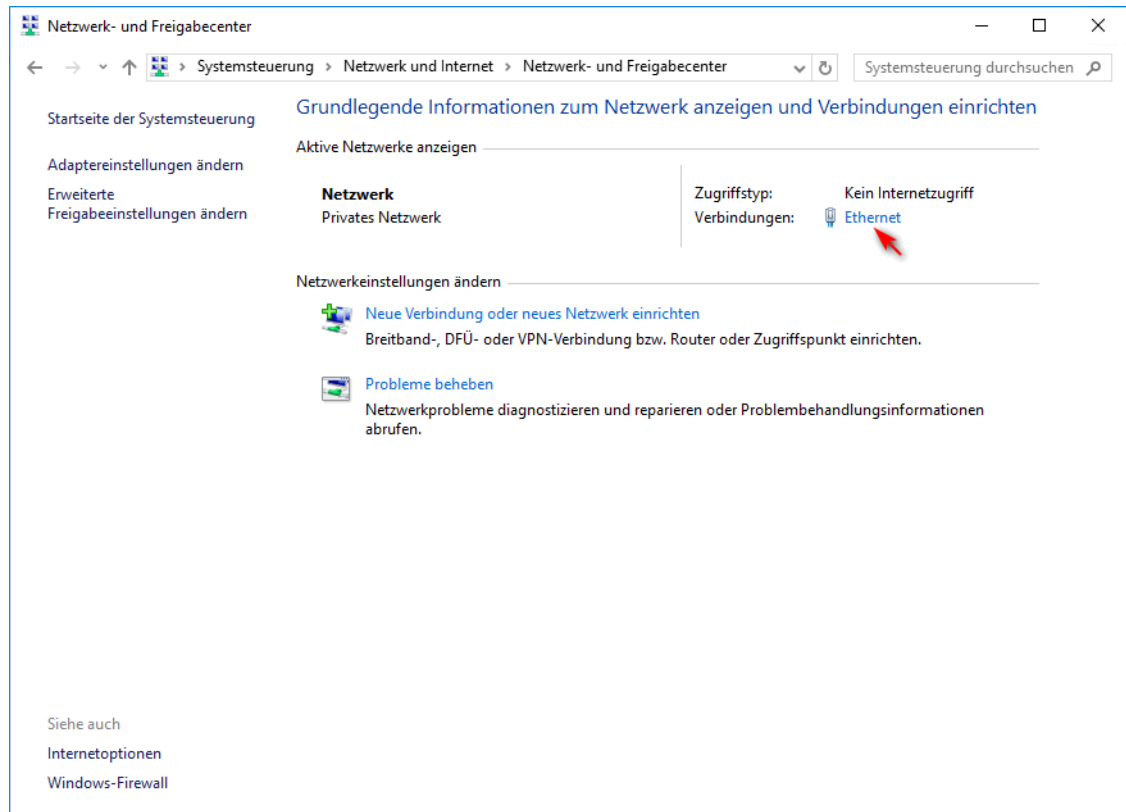 Netzwerk- und Freigabecenter
Systemsteuerung > Netzwerk und Internet > Netzwerk- und Freigabecenter
Systemsteuerung durchsuchen
Startseite der Systemsteuerung
Adaptereinstellungen ändern
Erweiterte
Freigabeeinstellungen ändern
Grundlegende Informationen zum Netzwerk anzeigen und Verbindungen einrichten
Aktive Netzwerke anzeigen
Netzwerk
Privates Netzwerk
Zugriffstyp: Kein Internetzugriff
Verbindungen: Ethernet
Netzwerkeinstellungen ändern
Neue Verbindung oder neues Netzwerk einrichten
Breitband-, DFÜ- oder VPN-Verbindung bzw. Router oder Zugriffspunkt einrichten.
Probleme beheben
Netzwerkprobleme diagnostizieren und reparieren oder Problembehandlungsinformationen
abrufen.
Siehe auch
Internetoptionen
Windows-Firewall